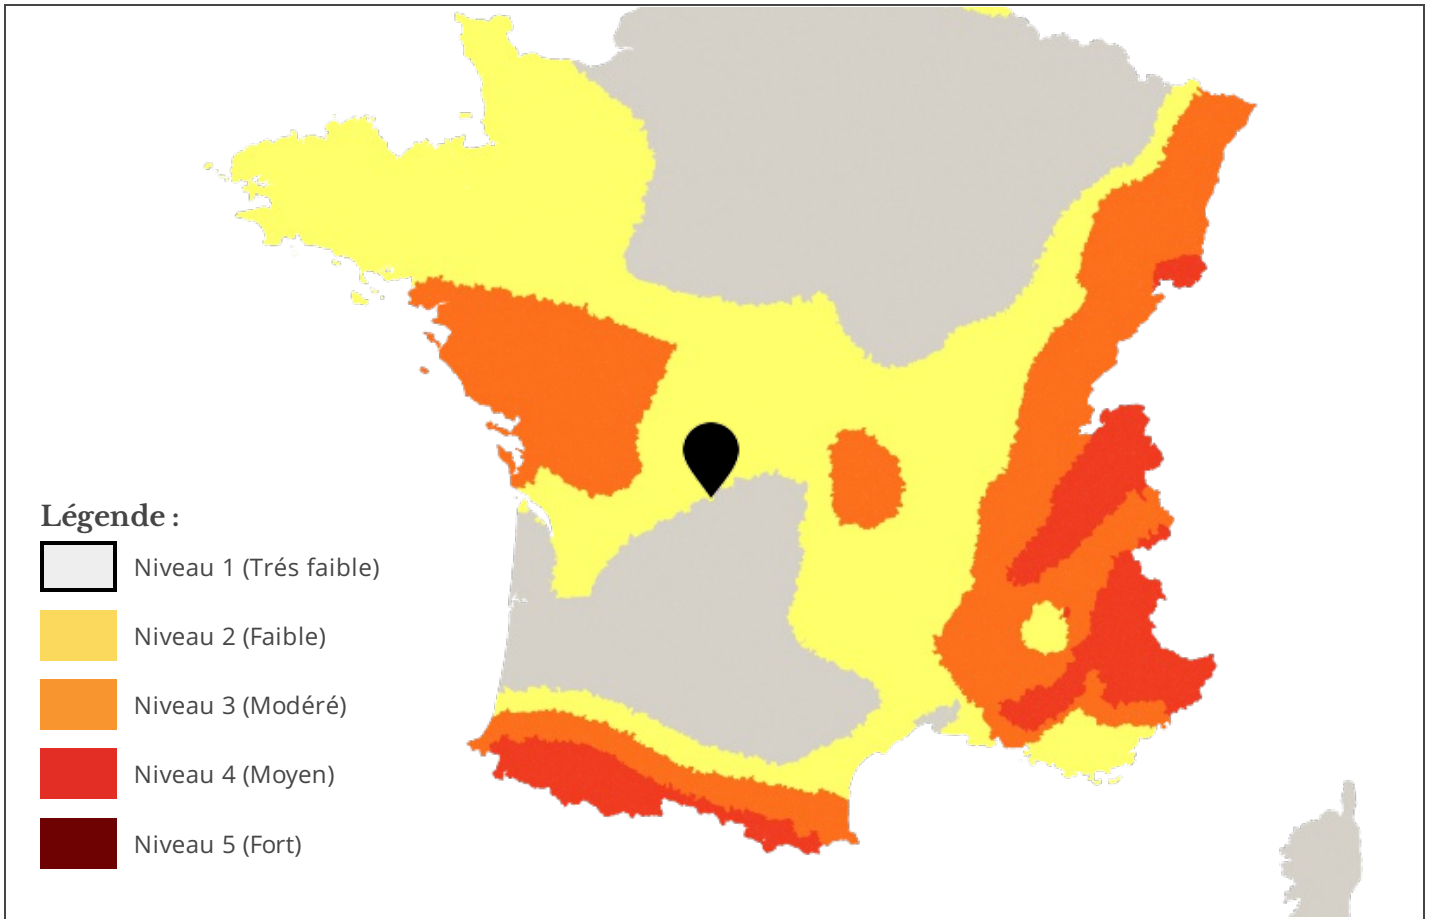 Légende :
Niveau 1 (Trés faible)
Niveau 2 (Faible)
Niveau 3 (Modéré)
Niveau 4 (Moyen)
Niveau 5 (Fort)